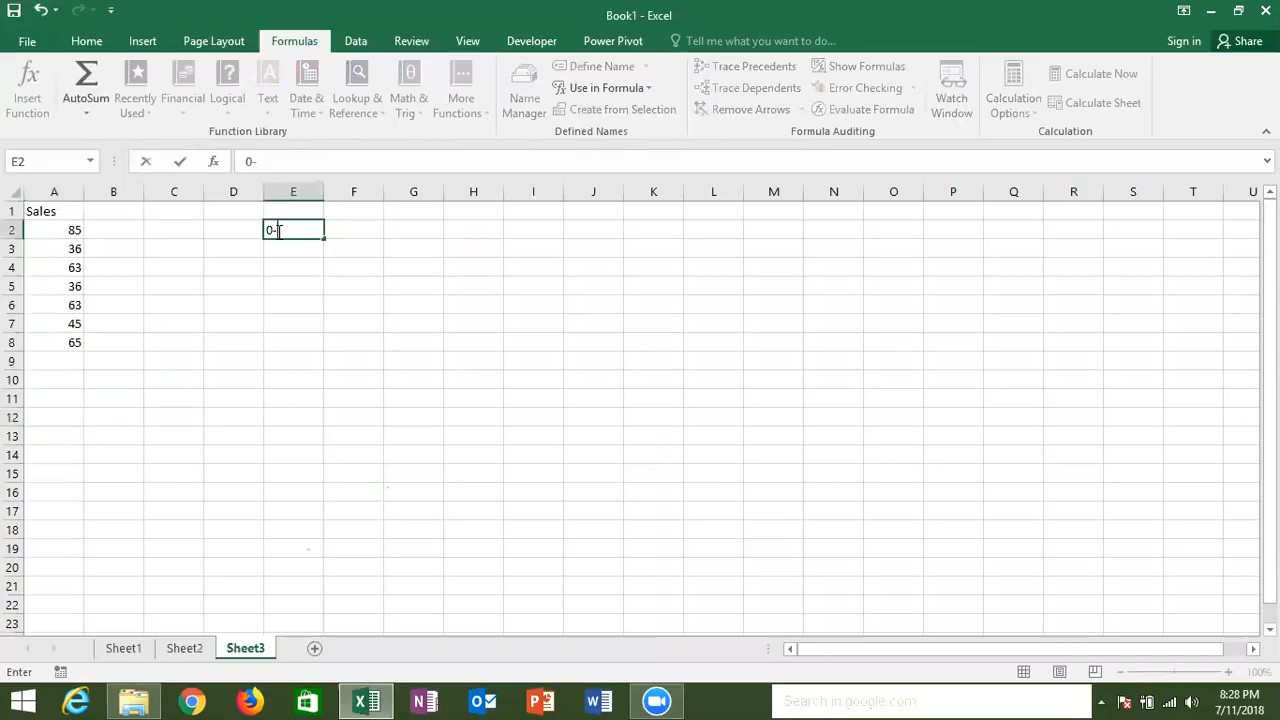 Book1 - Excel
File Home Insert Page Layout Formulas Data Review View Developer Power Pivot Tell me what you want to do... Sign in Share
Insert Function
AutoSum
Recently Used
Financial
Logical
Text
Date & Time
Lookup & Reference
Math & Trig
More Functions
Function Library
Name Manager
Define Name
Use in Formula
Create from Selection
Defined Names
Trace Precedents
Trace Dependents
Remove Arrows
Show Formulas
Error Checking
Evaluate Formula
Formula Auditing
Watch Window
Calculation Options
Calculate Now
Calculate Sheet
Calculation
E2 fx 0-
A B C D E F G H I J K L M N O P Q R S T U
1 Sales
2 85 0-
3 36
4 63
5 36
6 63
7 45
8 65
9
10
11
12
13
14
15
16
17
18
19
20
21
22
23
Sheet1 Sheet2 Sheet3
Enter 100%
Search in google.com
8:28 PM
7/11/2018